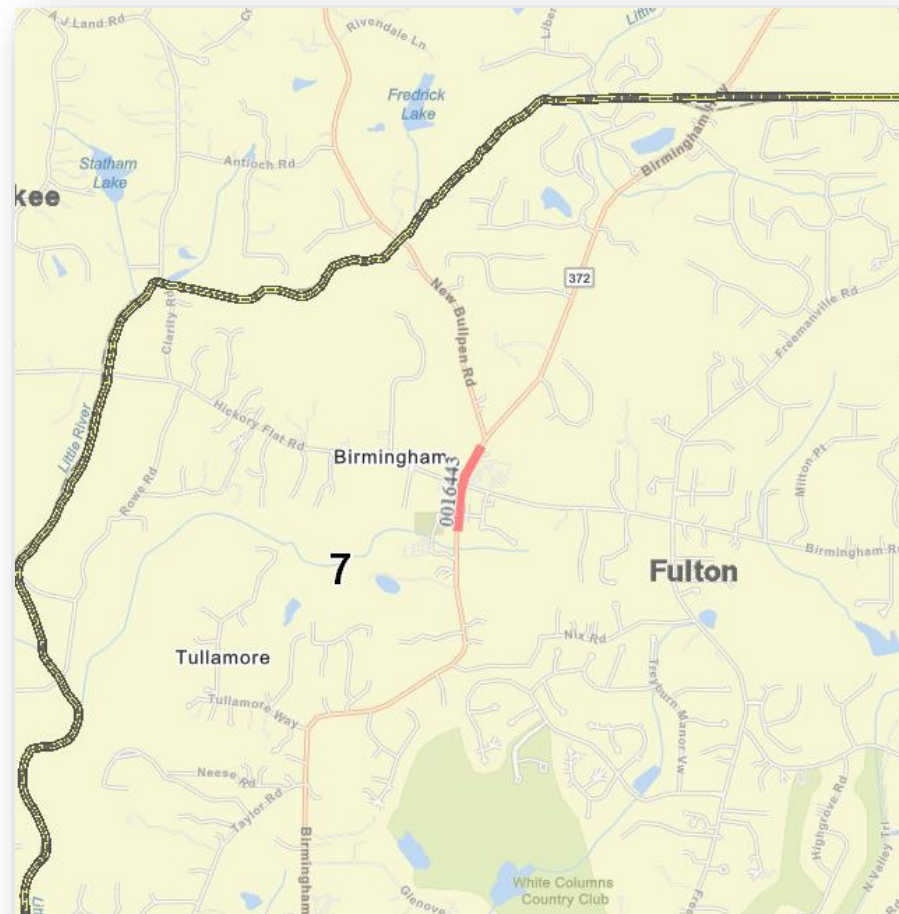 A J Land Rd
Rivondale Ln
Fredrick
Lake
Birmingham Hwy
Antioch Rd
Statham
Lake
kee
372
New Bullpen Rd
Clarity Rd
Freemanville Rd
Little River
Hickory Flat Rd
Birmingham
0016443
Milton Pt
Rowe Rd
Birmingham Rd
7
Fulton
Nix Rd
Tullamore
Treyburn Manor Vw
Tullamore Way
Neese Rd
Taylor Rd
Highgrove Rd
N Valley Trl
Birmingham
White Columns
Country Club